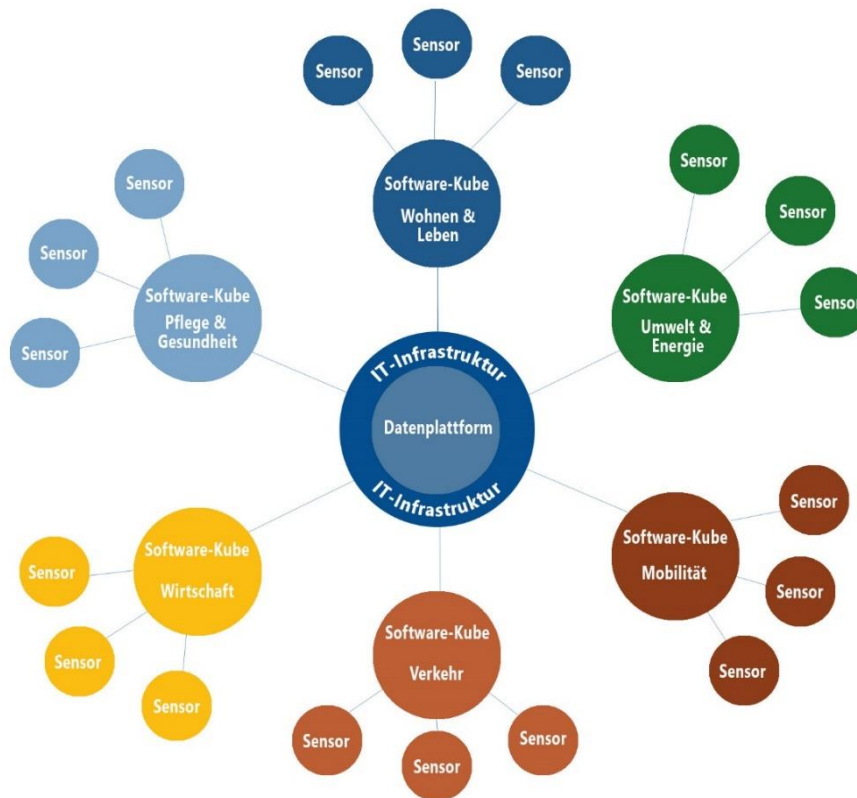 Sensor
Sensor
Sensor
Software-Kube
Wohnen &
Leben
Sensor
Sensor
Sensor
Software-Kube
Umwelt &
Energie
Sensor
Sensor
Sensor
Software-Kube
Pflege &
Gesundheit
IT-Infrastruktur
Datenplattform
IT-Infrastruktur
Software-Kube
Mobilität
Sensor
Sensor
Sensor
Software-Kube
Wirtschaft
Sensor
Sensor
Sensor
Software-Kube
Verkehr
Sensor
Sensor
Sensor